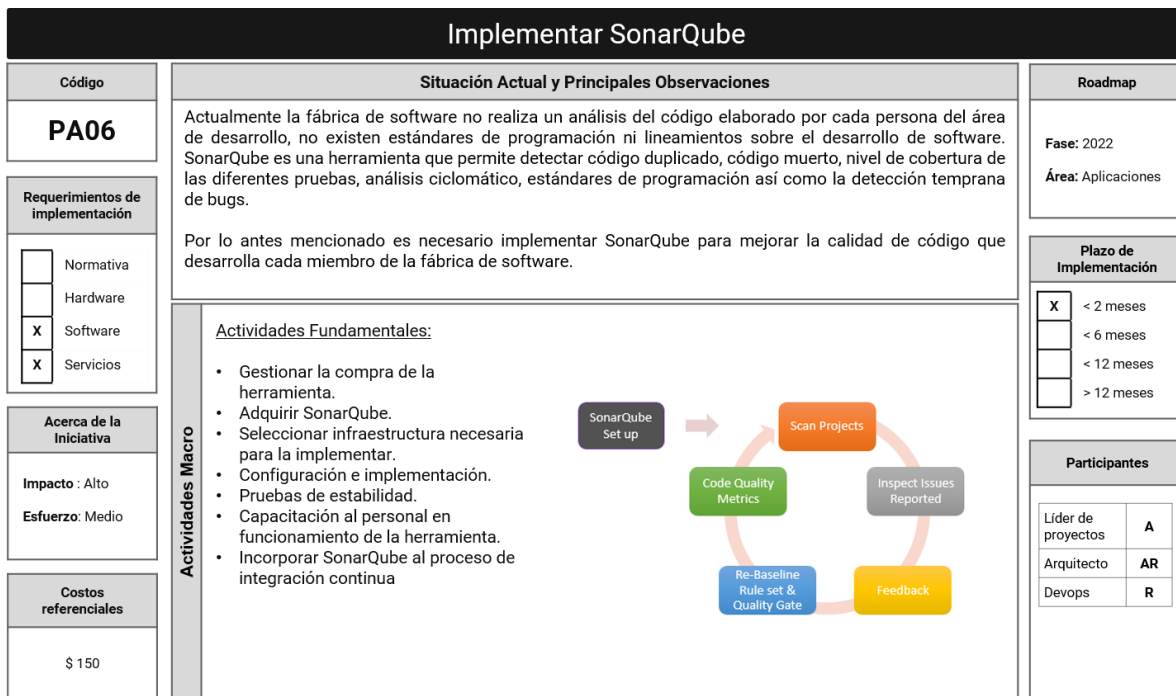 Implementar SonarQube
Código
PA06
Requerimientos de
implementación
Normativa
Hardware
X Software
X Servicios
Acerca de la
Iniciativa
Impacto : Alto
Esfuerzo: Medio
Costos
referenciales
$ 150
Situación Actual y Principales Observaciones
Actualmente la fábrica de software no realiza un análisis del código elaborado por cada persona del área
de desarrollo, no existen estándares de programación ni lineamientos sobre el desarrollo de software.
SonarQube es una herramienta que permite detectar código duplicado, código muerto, nivel de cobertura de
las diferentes pruebas, análisis ciclomático, estándares de programación así como la detección temprana
de bugs.
Por lo antes mencionado es necesario implementar SonarQube para mejorar la calidad de código que
desarrolla cada miembro de la fábrica de software.
Actividades Macro
Actividades Fundamentales:
• Gestionar la compra de la
herramienta.
• Adquirir SonarQube.
• Seleccionar infraestructura necesaria
para la implementar.
• Configuración e implementación.
• Pruebas de estabilidad.
• Capacitación al personal en
funcionamiento de la herramienta.
• Incorporar SonarQube al proceso de
integración continua
SonarQube
Set up
Scan Projects
Inspect Issues
Reported
Feedback
Re-Baseline
Rule set &
Quality Gate
Code Quality
Metrics
Roadmap
Fase: 2022
Área: Aplicaciones
Plazo de
Implementación
X < 2 meses
< 6 meses
< 12 meses
> 12 meses
Participantes
Líder de
proyectos A
Arquitecto AR
Devops R